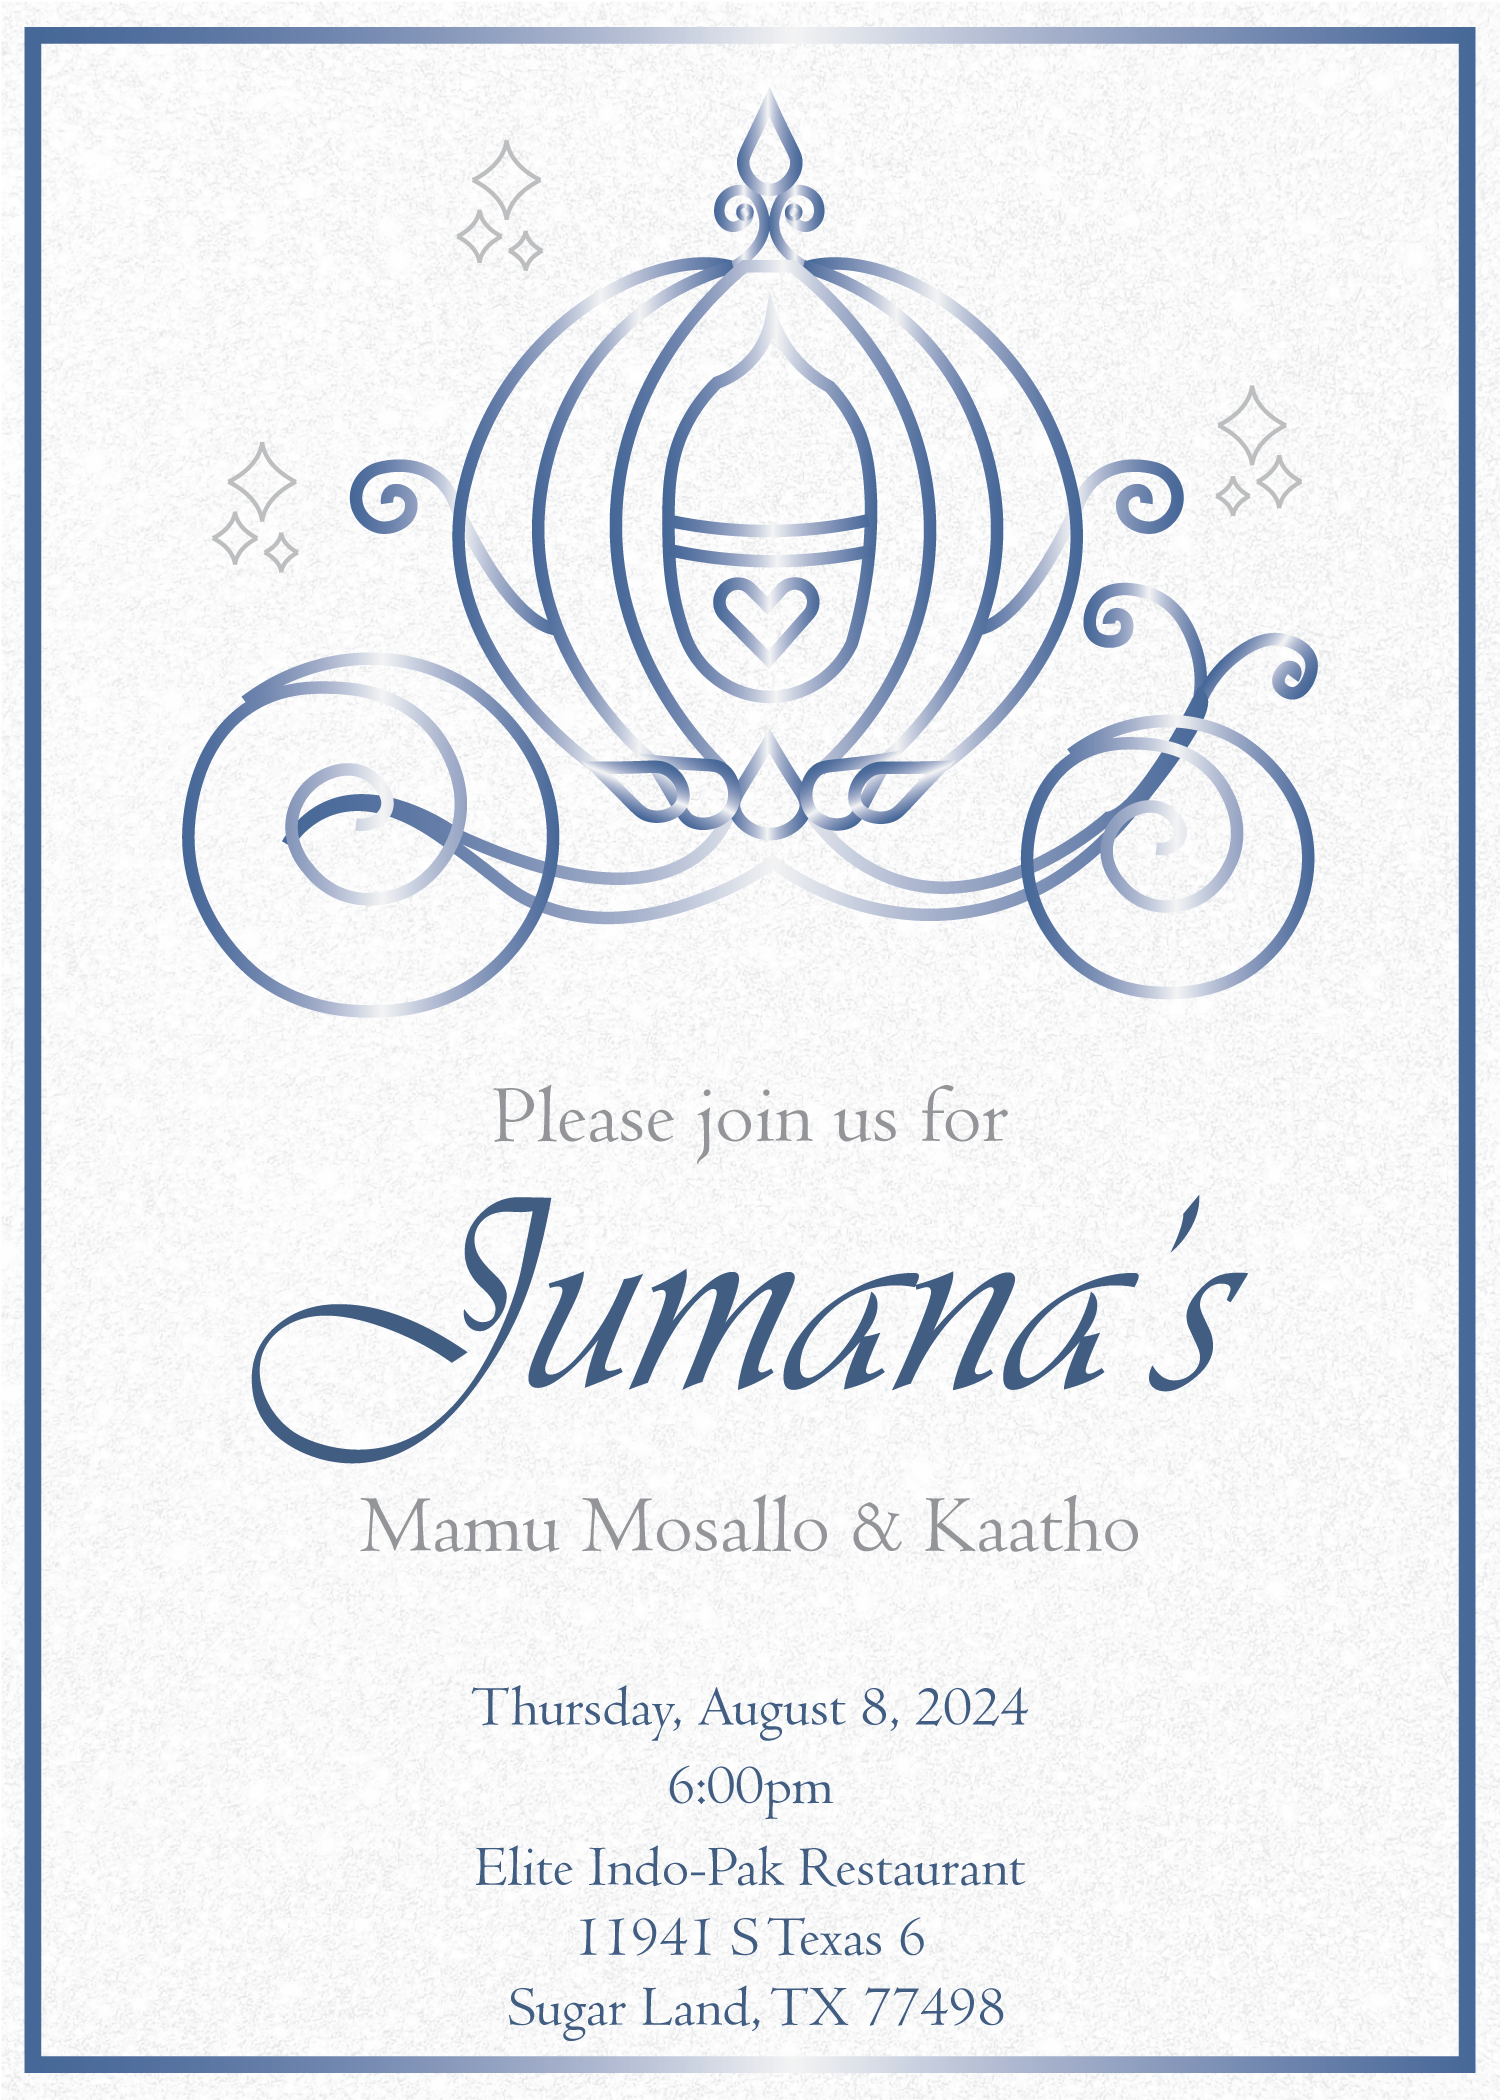 Please join us for
Jumana's
Mamu Mosallo & Kaatho
Thursday, August 8, 2024
6:00pm
Elite Indo-Pak Restaurant
11941 S Texas 6
Sugar Land, TX 77498